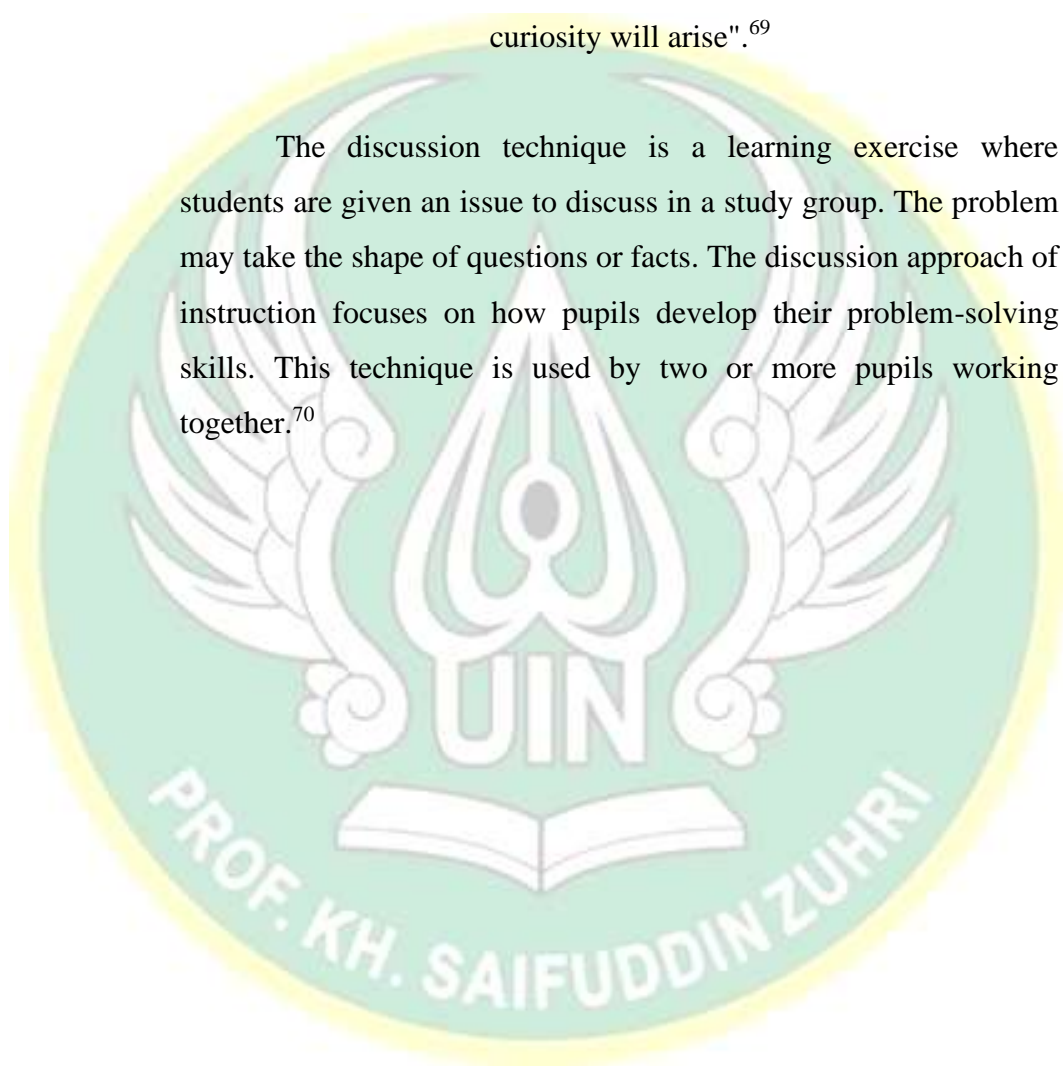 curiosity will arise".69
The discussion technique is a learning exercise where
students are given an issue to discuss in a study group. The problem
may take the shape of questions or facts. The discussion approach of
instruction focuses on how pupils develop their problem-solving
skills. This technique is used by two or more pupils working
together.70
UIN
PROF. KH. SAIFUDDIN ZUHRI